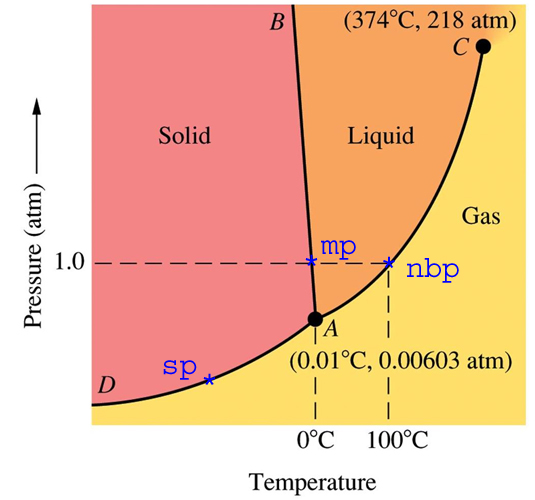 B
(374°C, 218 atm)
C
Solid
Liquid
Gas
Pressure (atm)
1.0
mp
nbp
A
(0.01°C, 0.00603 atm)
sp
D
0°C
100°C
Temperature